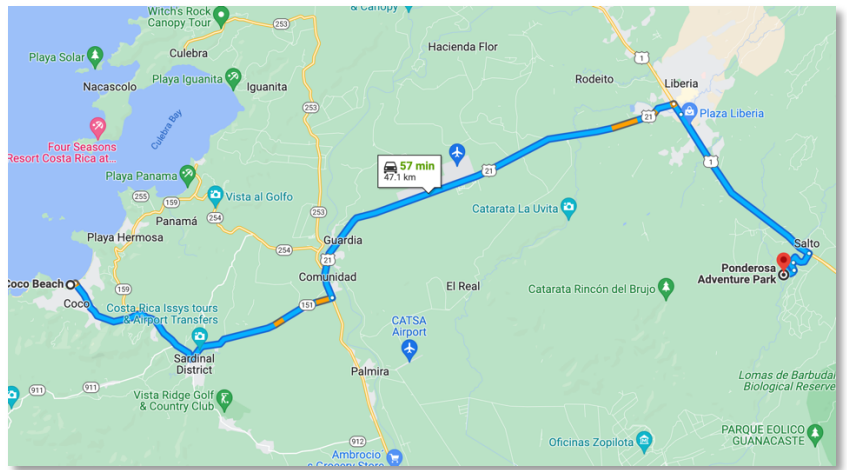 Witch's Rock
Canopy Tour
& Canopy
253
Culebra
Hacienda Flor
Playa Solar
1
Rodeito
Liberia
Nacascolo
Playa Iguanita
Iguanita
253
Plaza Liberia
21
Culebra Bay
Four Seasons
Resort Costa Rica at...
57 min
47.1 km
21
1
Playa Panama
255
159
Vista al Golfo
253
Catarata La Uvita
254
Panamá
Playa Hermosa
Guardia
254
Salto
21
Ponderosa
Adventure Park
Coco Beach
Comunidad
El Real
Catarata Rincón del Brujo
159
Coco
Costa Rica Issys tours
& Airport Transfers
151
CATSA
Airport
Sardinal
District
Palmira
Lomas de Barbudal
Biological Reserve
911
911
Vista Ridge Golf
& Country Club
PARQUE EOLICO
GUANACASTE
912
Oficinas Zopilota
Ambrocio
s Grocery Store